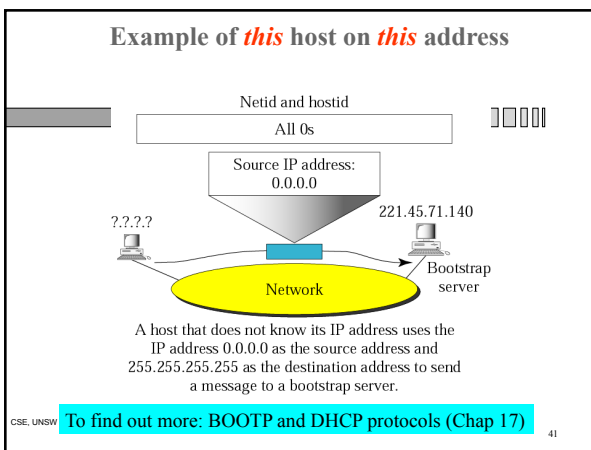 Example of this host on this address
Netid and hostid
All 0s
Source IP address:
0.0.0.0
?.?.?.?
221.45.71.140
Bootstrap
server
Network
A host that does not know its IP address uses the
IP address 0.0.0.0 as the source address and
255.255.255.255 as the destination address to send
a message to a bootstrap server.
CSE, UNSW
To find out more: BOOTP and DHCP protocols (Chap 17)
41